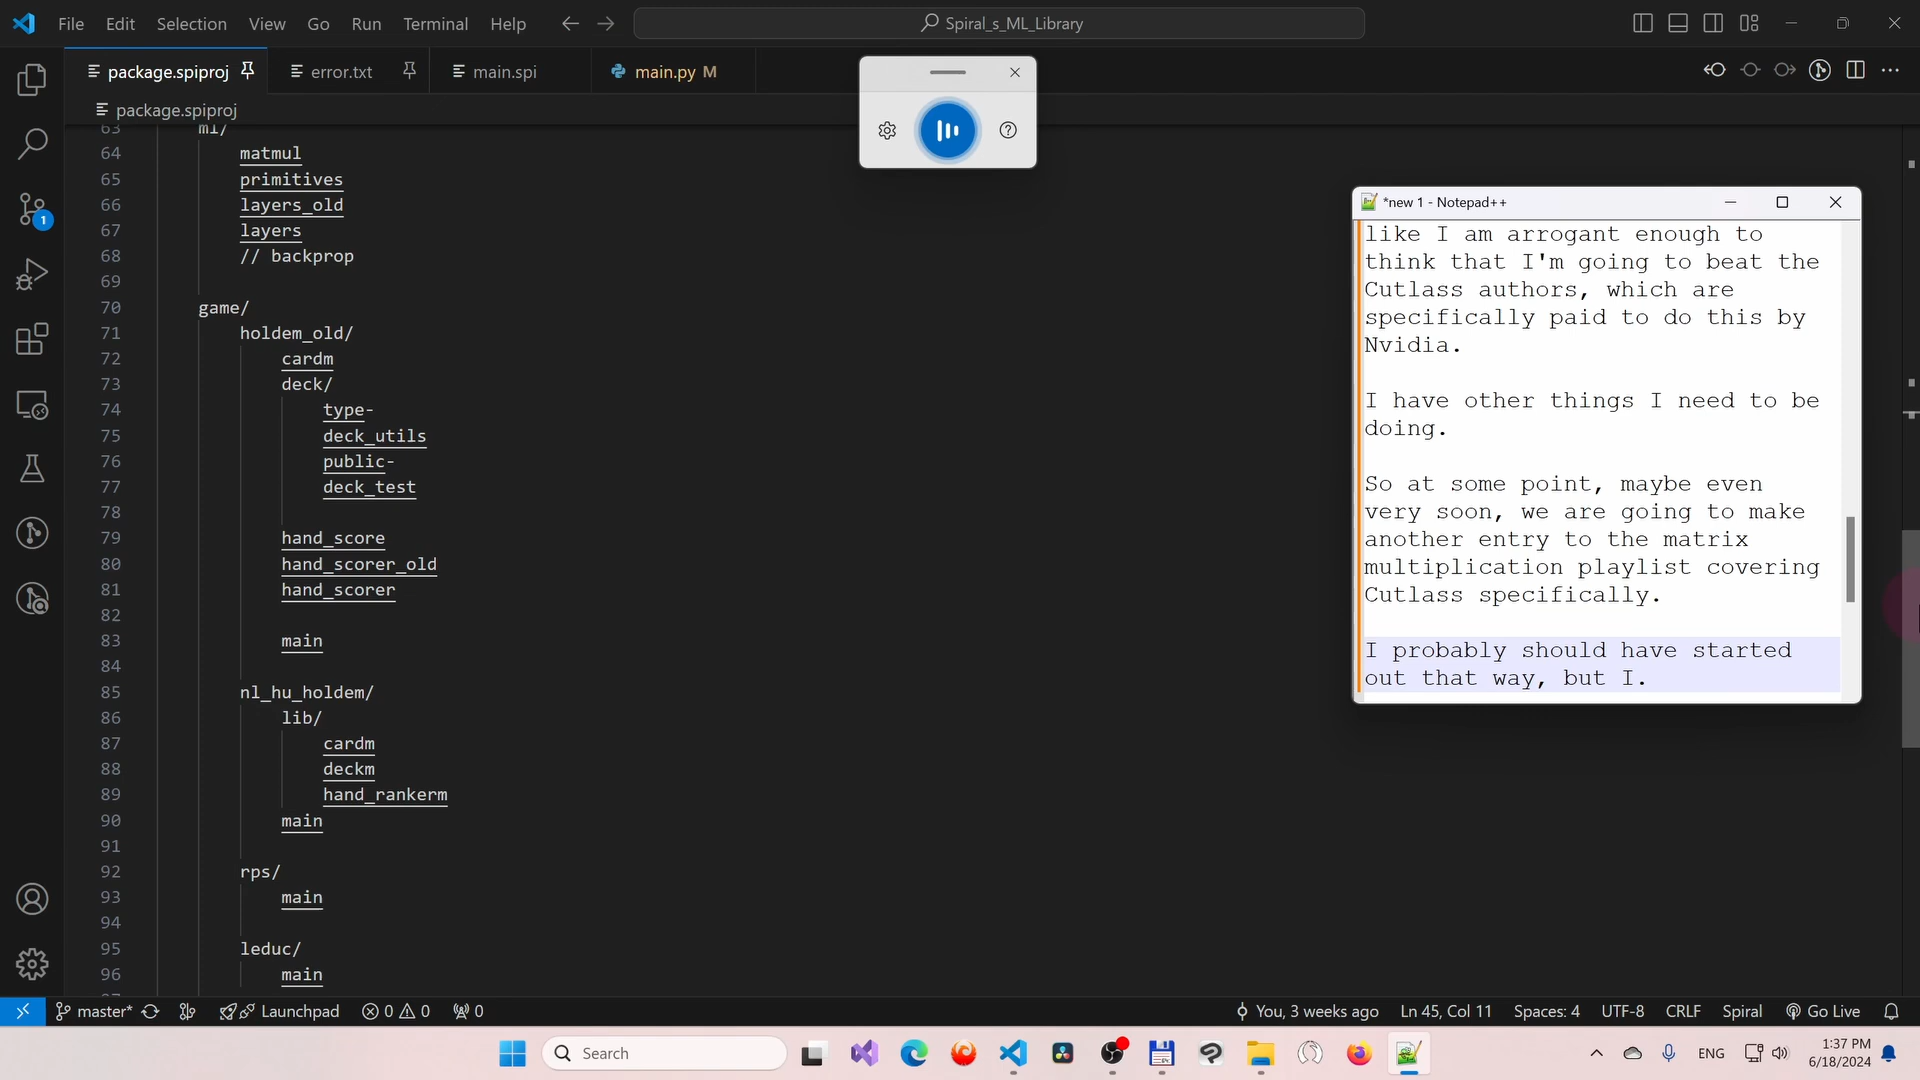 File Edit Selection View Go Run Terminal Help
Spiral_s_ML_Library
package.spiproj
error.txt
main.spi
main.py M
package.spiproj
63 ml/
64 matmul
65 primitives
66 layers_old
67 layers
68 // backprop
69
70 game/
71 holdem_old/
72 cardm
73 deck/
74 type-
75 deck_utils
76 public-
77 deck_test
78
79 hand_score
80 hand_scorer_old
81 hand_scorer
82
83 main
84
85 nl_hu_holdem/
86 lib/
87 cardm
88 deckm
89 hand_rankerm
90 main
91
92 rps/
93 main
94
95 leduc/
96 main
*new 1 - Notepad++
like I am arrogant enough to
think that I'm going to beat the
Cutlass authors, which are
specifically paid to do this by
Nvidia.
I have other things I need to be
doing.
So at some point, maybe even
very soon, we are going to make
another entry to the matrix
multiplication playlist covering
Cutlass specifically.
I probably should have started
out that way, but I.
1
master* Launchpad 0 0 0
You, 3 weeks ago Ln 45, Col 11 Spaces: 4 UTF-8 CRLF Spiral Go Live
Search
ENG
1:37 PM
6/18/2024